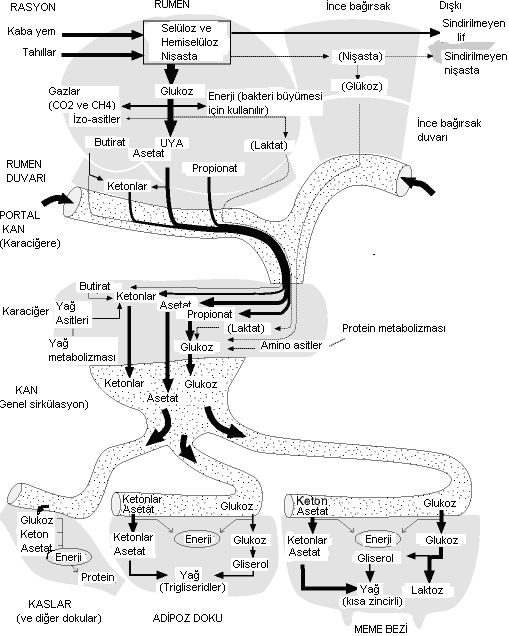 RASYON
RUMEN
İnce bağırsak
Dışkı
Kaba yem
Tahıllar
Selüloz ve
Hemiselüloz
Nişasta
Sindirilmeyen
lif
(Nişasta)
Sindirilmeyen
nişasta
Glukoz
(Glükoz)
Gazlar
(CO2 ve CH4)
Enerji (bakteri büyümesi
için kullanılır)
İzo-asitler
Butirat
UYA
Asetat
(Laktat)
İnce bağırsak
duvarı
RUMEN
DUVARI
Ketonlar
Propionat
PORTAL
KAN
(Karaciğere)
Butirat
Karaciğer
Yağ
Asitleri
Ketonlar
Asetat
Propionat
(Laktat)
Protein metabolizması
Yağ
metabolizması
Glukoz
Amino asitler
KAN
Genel sirkülasyon)
Ketonlar
Asetat
Glukoz
Ketonlar
Asetat
Glukoz
Keton
Asetat
Glukoz
Glukoz
Keton
Asetat
Enerji
Protein
Ketonlar
Asetat
Enerji
Glukoz
Gliserol
Yağ
(Trigliseridler)
Ketonlar
Asetat
Enerji
Glukoz
Gliserol
Yağ
(kısa zincirli)
Laktoz
KASLAR
(ve diğer dokular)
ADİPOZ DOKU
MEME BEZİ